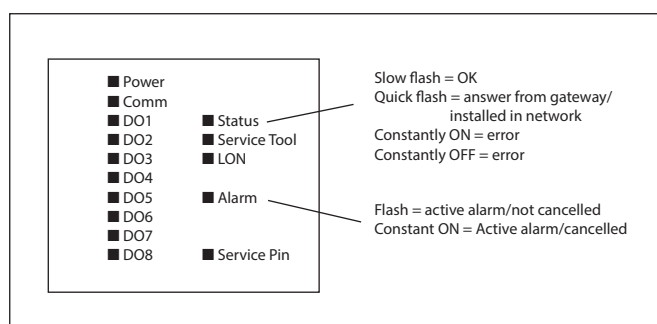 Power
Comm
DO1
DO2
DO3
DO4
DO5
DO6
DO7
DO8
Status
Service Tool
LON
Alarm
Service Pin
Slow flash = OK
Quick flash = answer from gateway/
installed in network
Constantly ON = error
Constantly OFF = error
Flash = active alarm/not cancelled
Constant ON = Active alarm/cancelled